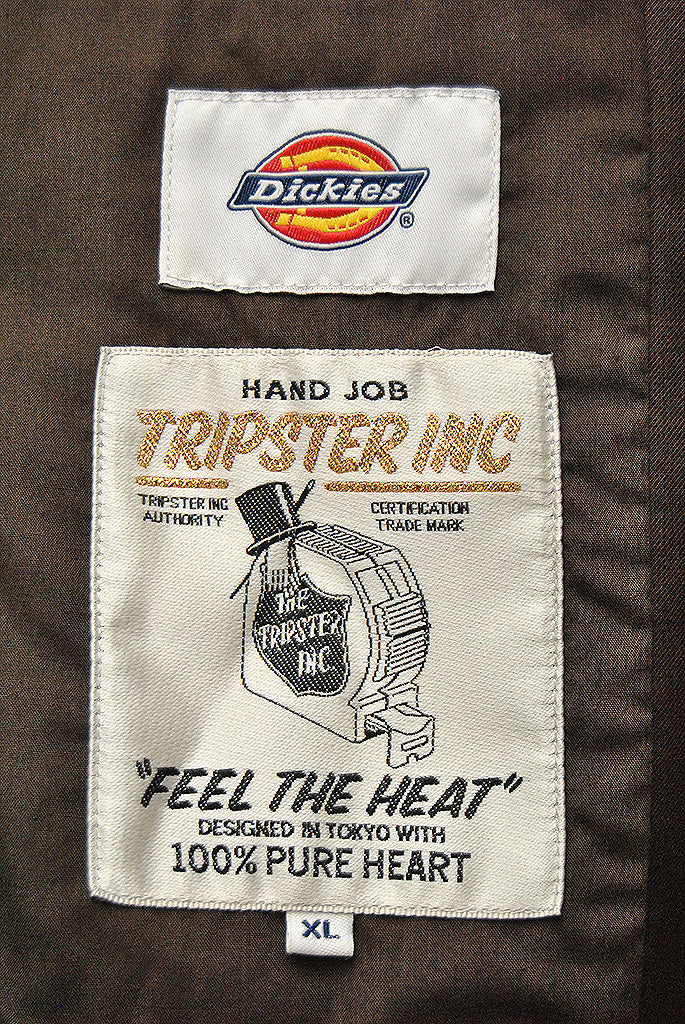 Dickies ®
HAND JOB
TRIPSTER INC
TRIPSTER INC
AUTHORITY
CERTIFICATION
TRADE MARK
THE
TRIPSTER
INC
"FEEL THE HEAT"
DESIGNED IN TOKYO WITH
100% PURE HEART
XL